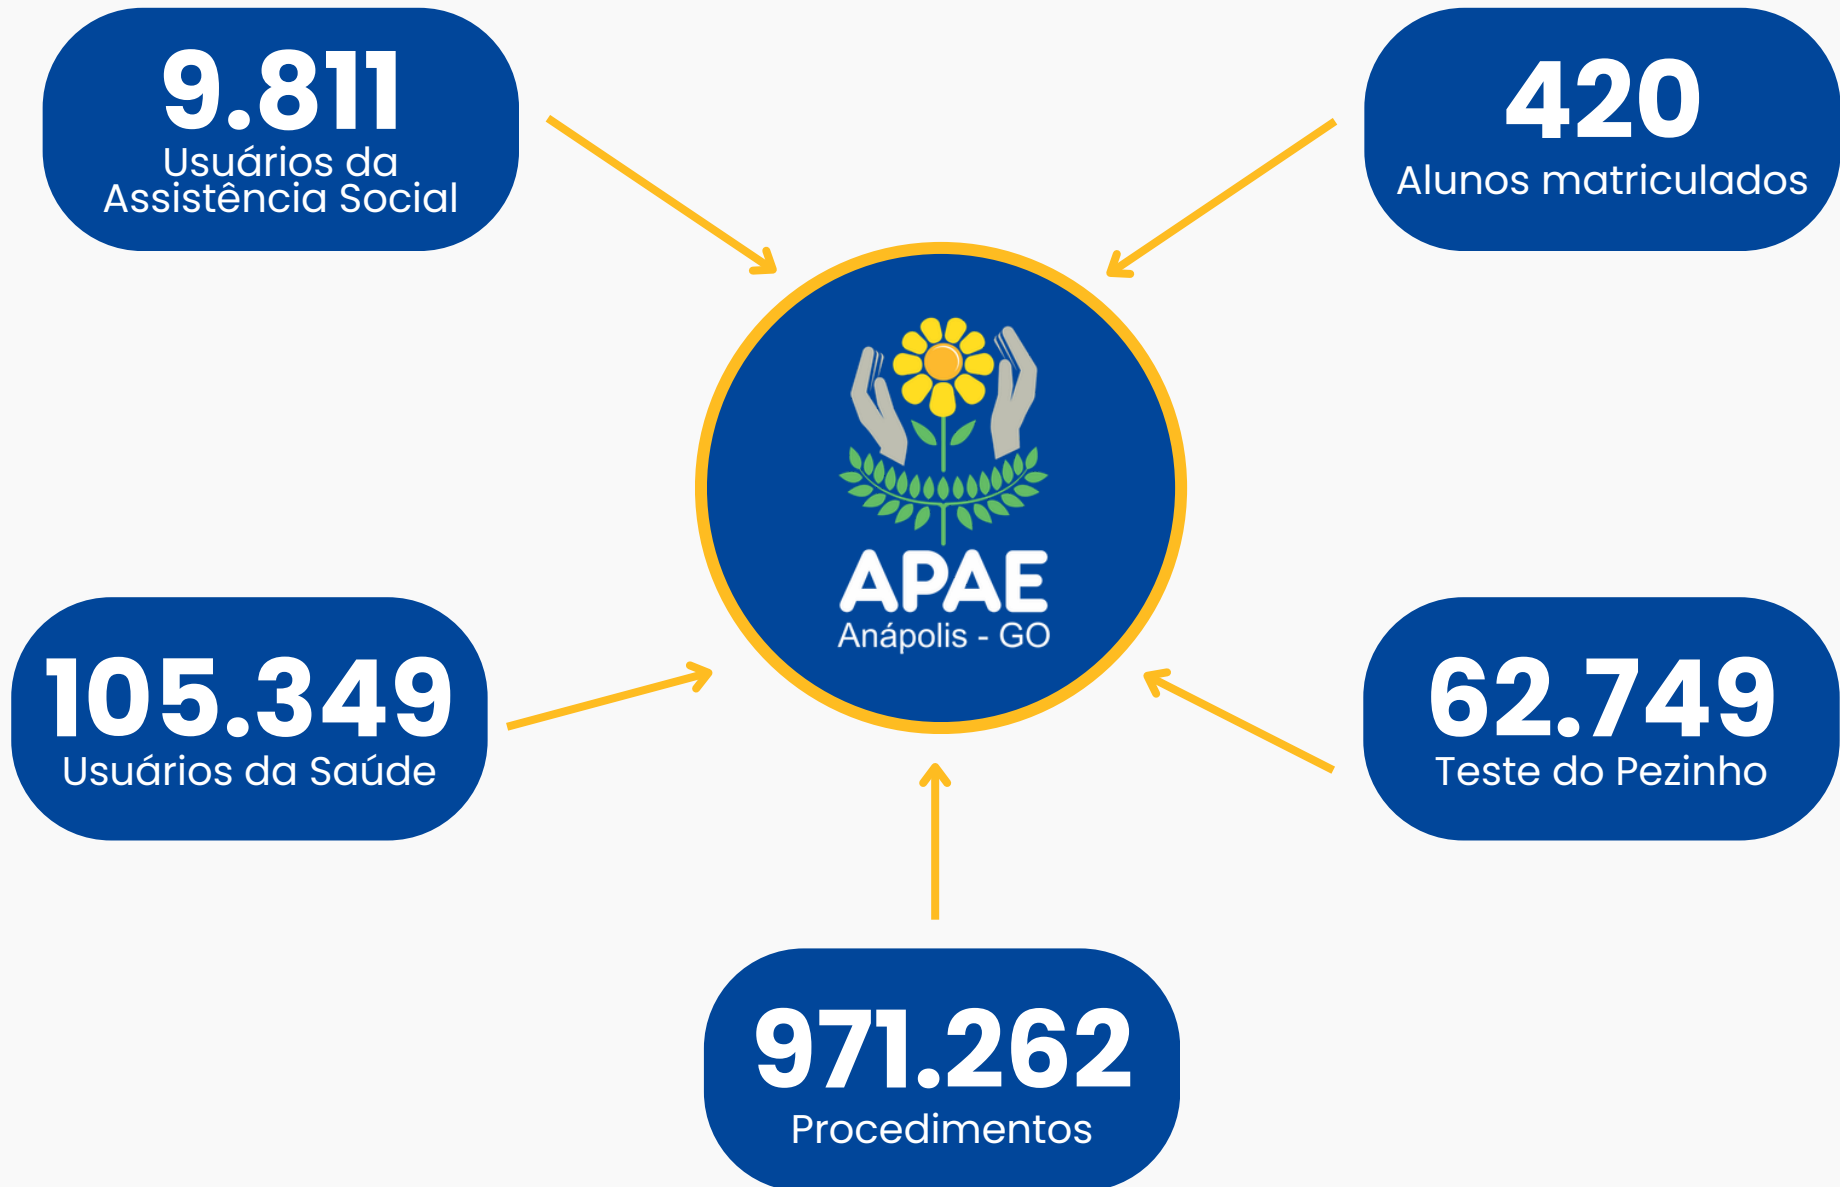 9.811
Usuários da
Assistência Social
420
Alunos matriculados
APAE
Anápolis - GO
105.349
Usuários da Saúde
62.749
Teste do Pezinho
971.262
Procedimentos